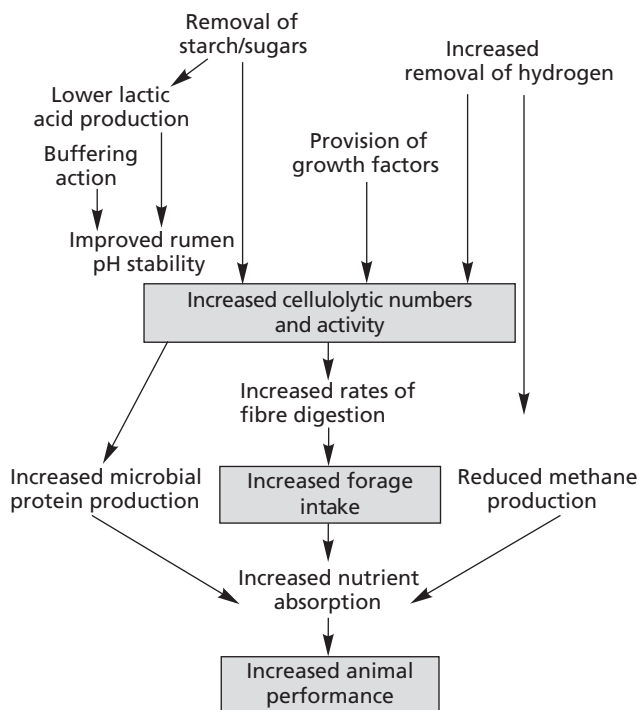 Removal of
starch/sugars
Increased
removal of hydrogen
Lower lactic
acid production
Provision of
growth factors
Buffering
action
Improved rumen
pH stability
Increased cellulolytic numbers
and activity
Increased rates of
fibre digestion
Increased microbial
protein production
Increased forage
intake
Reduced methane
production
Increased nutrient
absorption
Increased animal
performance